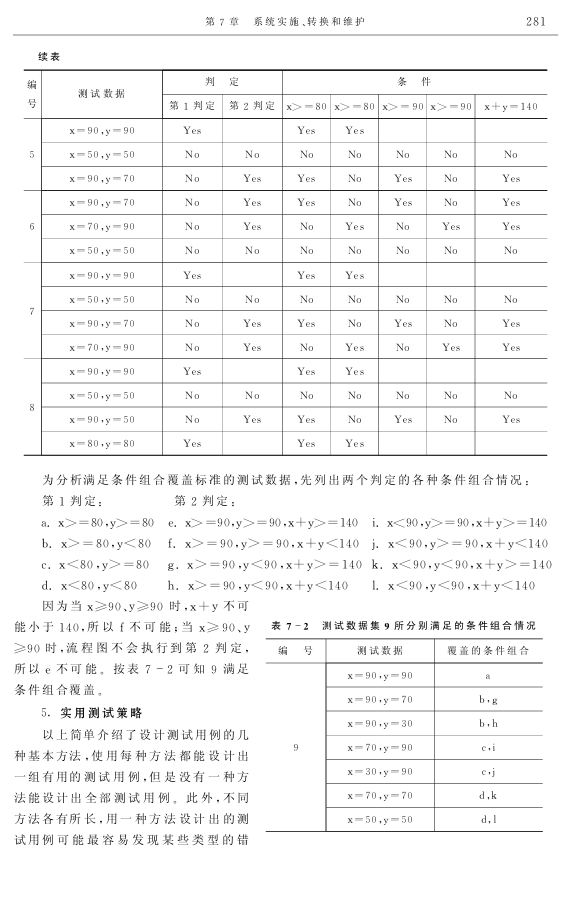 第 7 章 系统实施、转换和维护 281
续表
编号 测试数据 判 定 条 件
第 1 判定 第 2 判定 x>=80 x>=80 x>=90 x>=90 x+y=140
5
x=90,y=90 Yes Yes Yes
x=50,y=50 No No No No No No No
x=90,y=70 No Yes Yes No Yes No Yes
6
x=90,y=70 No Yes Yes No Yes No Yes
x=70,y=90 No Yes No Yes No Yes Yes
x=50,y=50 No No No No No No No
7
x=90,y=90 Yes Yes Yes
x=50,y=50 No No No No No No No
x=90,y=70 No Yes Yes No Yes No Yes
x=70,y=90 No Yes No Yes No Yes Yes
8
x=90,y=90 Yes Yes Yes
x=50,y=50 No No No No No No No
x=90,y=50 No Yes Yes No Yes No Yes
x=80,y=80 Yes Yes Yes
为分析满足条件组合覆盖标准的测试数据,先列出两个判定的各种条件组合情况:
第 1 判定: 第 2 判定:
a. x>=80,y>=80 e. x>=90,y>=90,x+y>=140 i. x<90,y>=90,x+y>=140
b. x>=80,y<80 f. x>=90,y>=90,x+y<140 j. x<90,y>=90,x+y<140
c. x<80,y>=80 g. x>=90,y<90,x+y>=140 k. x<90,y<90,x+y>=140
d. x<80,y<80 h. x>=90,y<90,x+y<140 l. x<90,y<90,x+y<140
因为当 x≥90、y≥90 时,x+y 不可
能小于 140,所以 f 不可能;当 x≥90、y
≥90 时,流程图不会执行到第 2 判定,
所以 e 不可能。按表 7-2 可知 9 满足
条件组合覆盖。
5. 实用测试策略
以上简单介绍了设计测试用例的几
种基本方法,使用每种方法都能设计出
一组有用的测试用例,但是没有一种方
法能设计出全部测试用例。此外,不同
方法各有所长,用一种方法设计出的测
试用例可能最容易发现某些类型的错
表 7-2 测试数据集 9 所分别满足的条件组合情况
编 号 测试数据 覆盖的条件组合
9
x=90,y=90 a
x=90,y=70 b,g
x=90,y=30 b,h
x=70,y=90 c,i
x=30,y=90 c,j
x=70,y=70 d,k
x=50,y=50 d,l